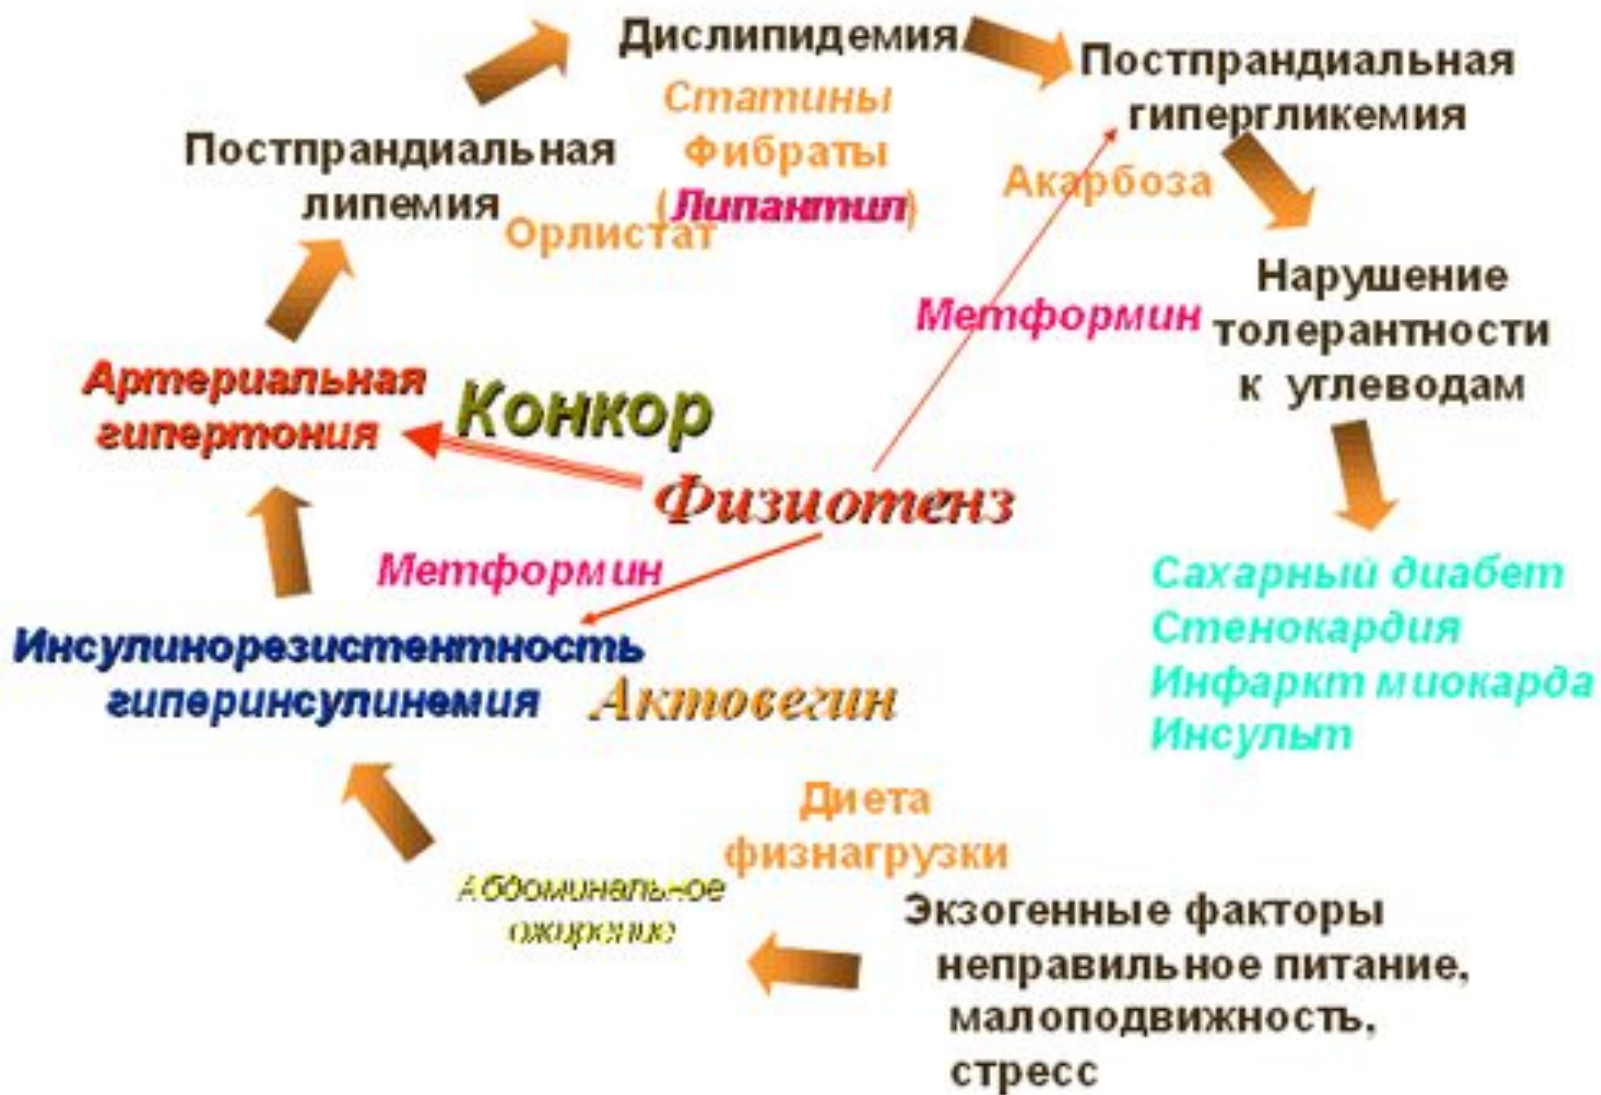 Дислипидемия
Статины
Фибраты
(Липантил)
Постпрандиальная
гипергликемия
Постпрандиальная
липемия
Орлистат
Акарбоза
Нарушение
толерантности
к углеводам
Метформин
Артериальная
гипертония
Конкор
Физиотенз
Метформин
Инсулинорезистентность
гиперинсулинемия
Актовегин
Сахарный диабет
Стенокардия
Инфаркт миокарда
Инсульт
Диета
физнагрузки
Абдоминальное
ожирение
Экзогенные факторы
неправильное питание,
малоподвижность,
стресс